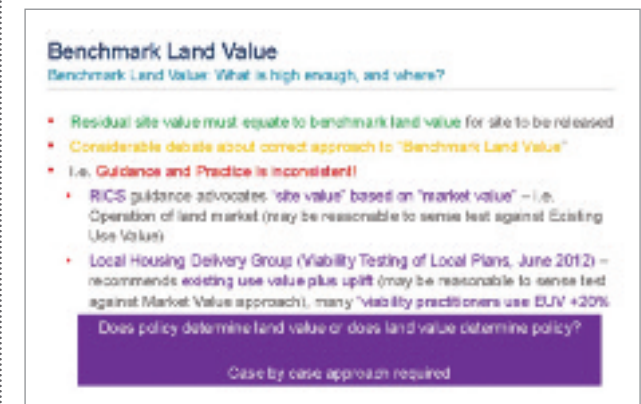 Benchmark Land Value
Benchmark Land Value: What is high enough, and where?
• Residual site value must equate to benchmark land value for site to be released
• Considerable debate about correct approach to "Benchmark Land Value"
• i.e. Guidance and Practice is inconsistent!
• RICS guidance advocates "site value" based on "market value" – i.e.
Operation of land market (may be reasonable to sense test against Existing
Use Value)
• Local Housing Delivery Group (Viability Testing of Local Plans, June 2012) –
recommends existing use value plus uplift (may be reasonable to sense test
against Market Value approach), many "viability practitioners use EUV +20%
Does policy determine land value or does land value determine policy?
Case by case approach required